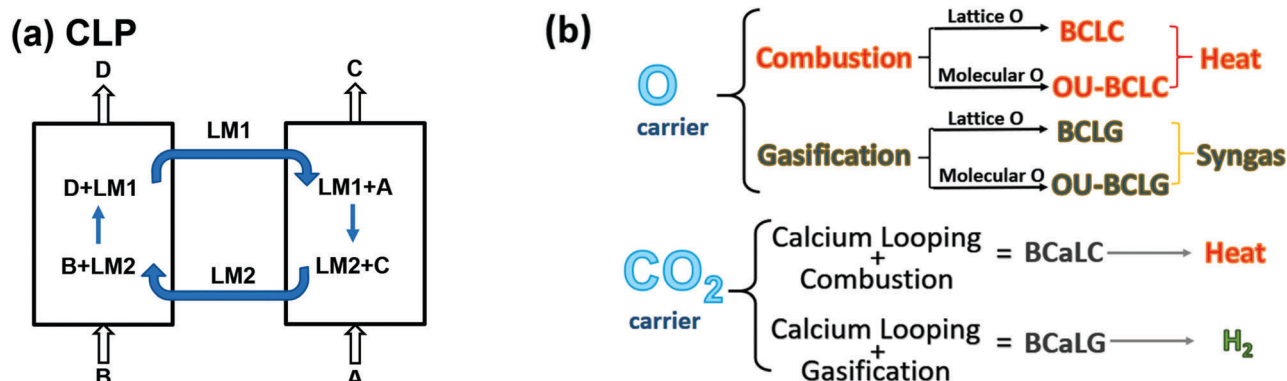 (a) CLP
D
C
LM1
D+LM1
LM1+A
B+LM2
LM2+C
LM2
B
A
(b)
O
carrier
Combustion
Lattice O
BCLC
Molecular O
OU-BCLC
Heat
Gasification
Lattice O
BCLG
Molecular O
OU-BCLG
Syngas
CO2
carrier
Calcium Looping
+
Combustion
= BCaLC
Heat
Calcium Looping
+
Gasification
= BCaLG
H2